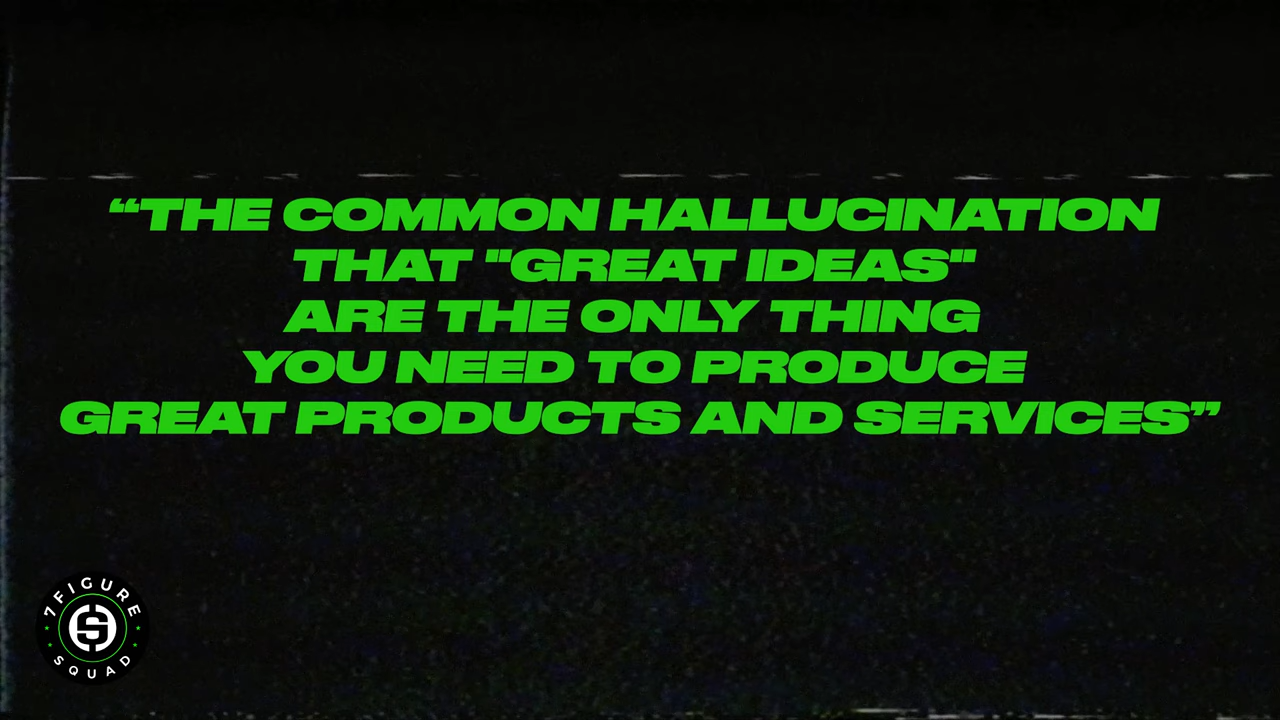 “THE COMMON HALLUCINATION
THAT "GREAT IDEAS"
ARE THE ONLY THING
YOU NEED TO PRODUCE
GREAT PRODUCTS AND SERVICES”
7FIGURE
SQUAD